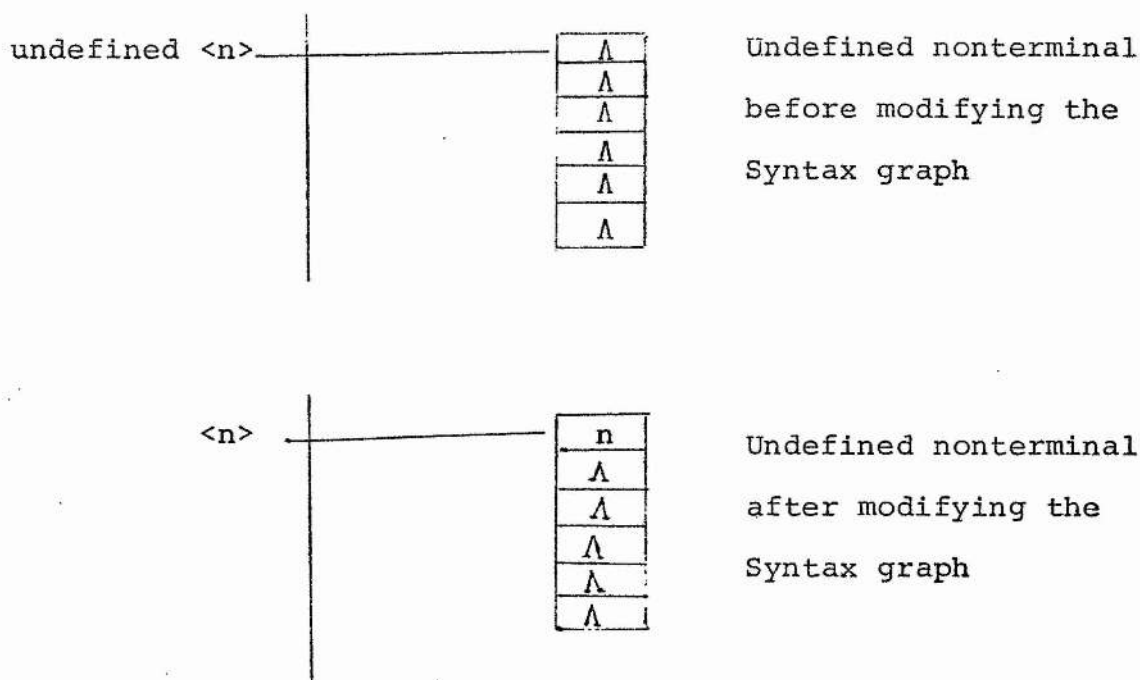 undefined <n>
Λ
Λ
Λ
Λ
Λ
Λ
Undefined nonterminal
before modifying the
Syntax graph
<n>
n
Λ
Λ
Λ
Λ
Λ
Undefined nonterminal
after modifying the
Syntax graph